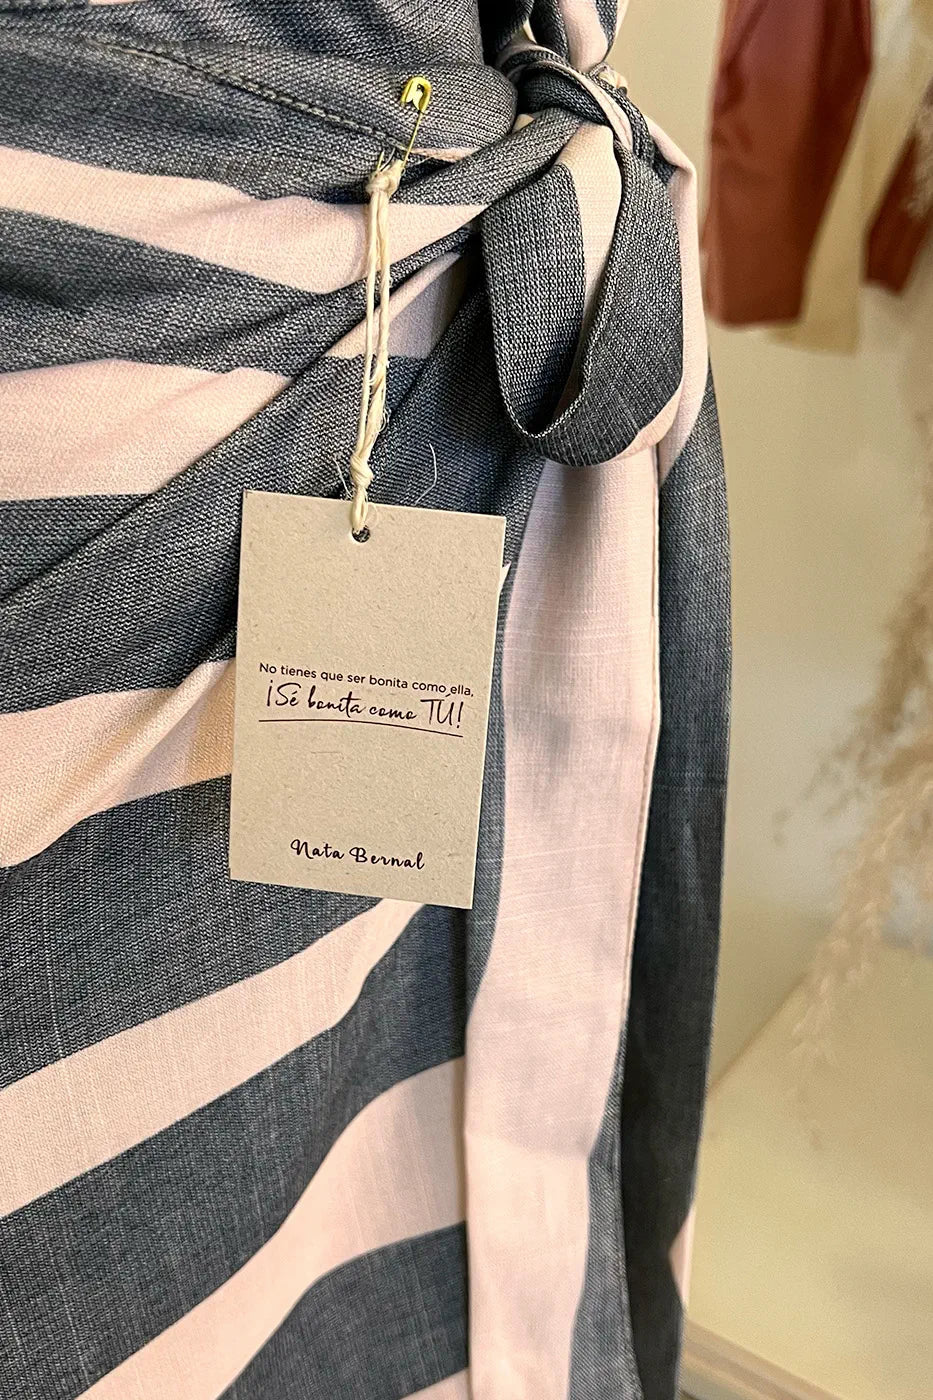 No tienes que ser bonita como ella,
¡Sé bonita como TU!
Nata Bernal